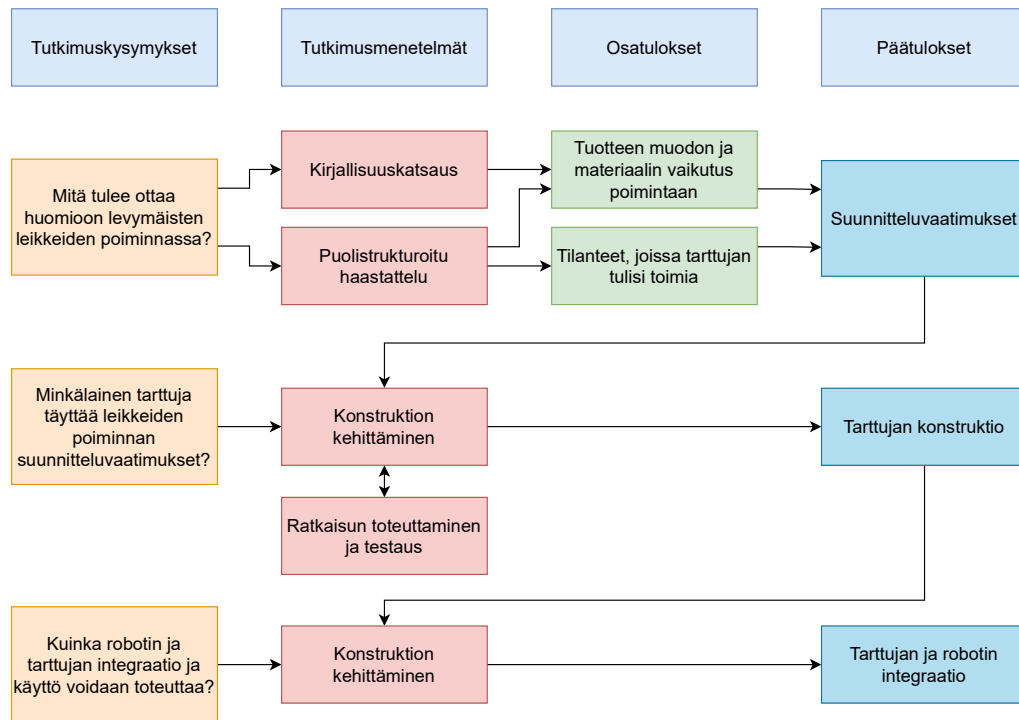 Tutkimuskysymykset
Tutkimusmenetelmät
Osatulokset
Päätulokset
Mitä tulee ottaa
huomioon levymäisten
leikkeiden poiminnassa?
Kirjallisuuskatsaus
Puolistrukturoitu
haastattelu
Tuotteen muodon ja
materiaalin vaikutus
poimintaan
Tilanteet, joissa tarttujan
tulisi toimia
Suunnitteluvaatimukset
Minkälainen tarttuja
täyttää leikkeiden
poiminnan
suunnitteluvaatimukset?
Konstruktion
kehittäminen
Tarttujan konstruktio
Ratkaisun toteuttaminen
ja testaus
Kuinka robotin ja
tarttujan integraatio ja
käyttö voidaan toteuttaa?
Konstruktion
kehittäminen
Tarttujan ja robotin
integraatio